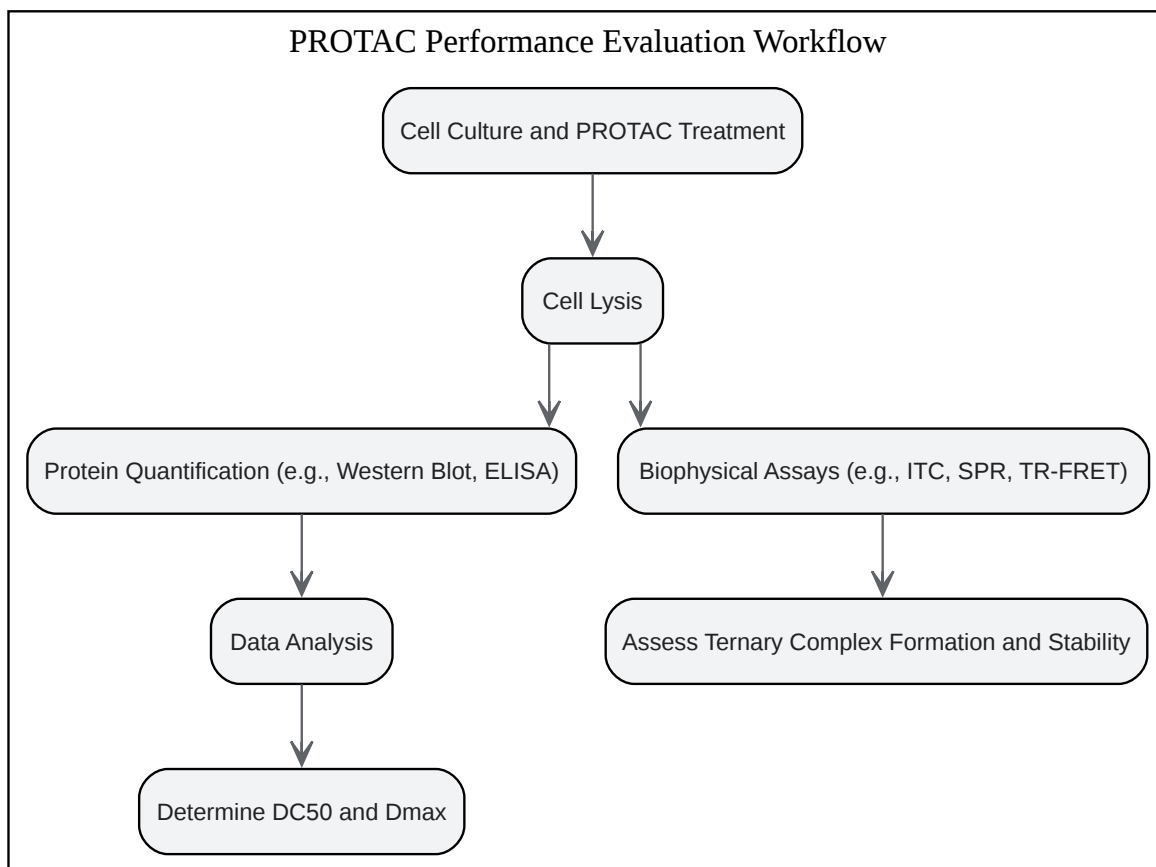 PROTAC Performance Evaluation Workflow
Cell Culture and PROTAC Treatment
Cell Lysis
Protein Quantification (e.g., Western Blot, ELISA)
Biophysical Assays (e.g., ITC, SPR, TR-FRET)
Data Analysis
Assess Ternary Complex Formation and Stability
Determine DC50 and Dmax